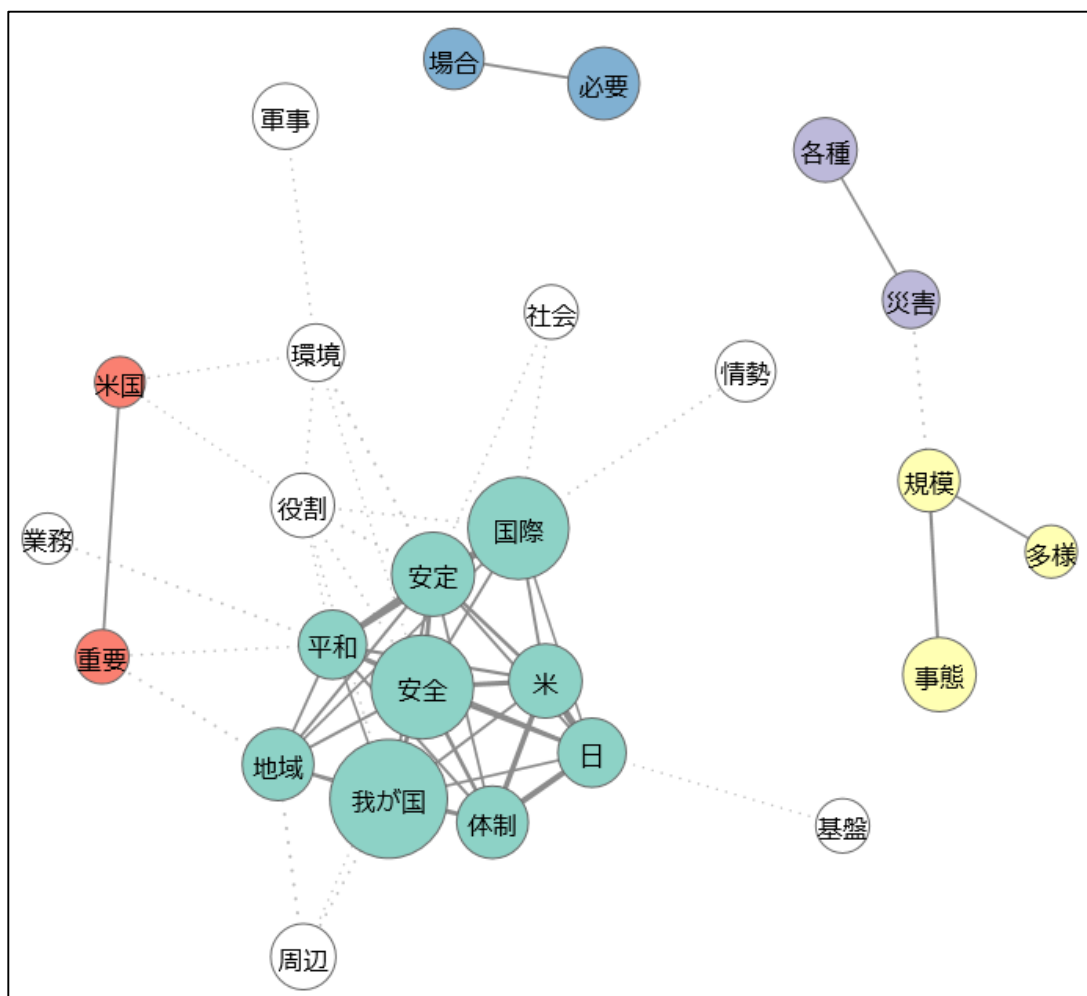 場合
必要
軍事
各種
災害
社会
環境
情勢
米国
規模
役割
国際
業務
多様
安定
平和
重要
安全
米
事態
日
地域
我が国
体制
基盤
周辺